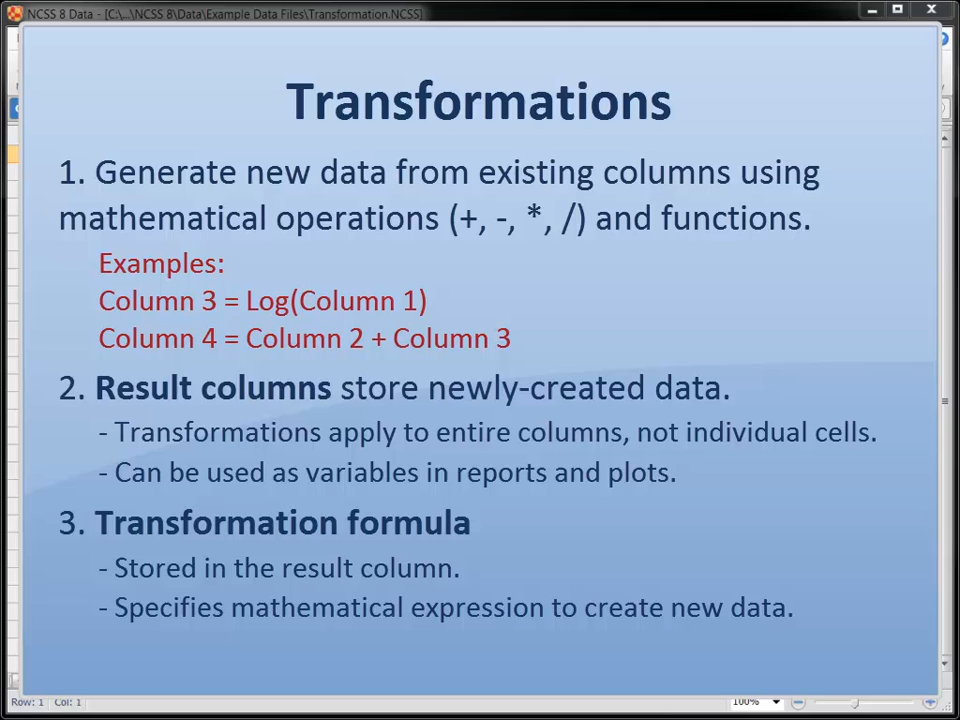 NCSS 8 Data - [C:\...\NCSS 8\Data\Example Data Files\Transformation.NCSS]
Transformations
1. Generate new data from existing columns using
mathematical operations (+, -, *, /) and functions.
Examples:
Column 3 = Log(Column 1)
Column 4 = Column 2 + Column 3
2. Result columns store newly-created data.
- Transformations apply to entire columns, not individual cells.
- Can be used as variables in reports and plots.
3. Transformation formula
- Stored in the result column.
- Specifies mathematical expression to create new data.
Row: 1 Col: 1 100%